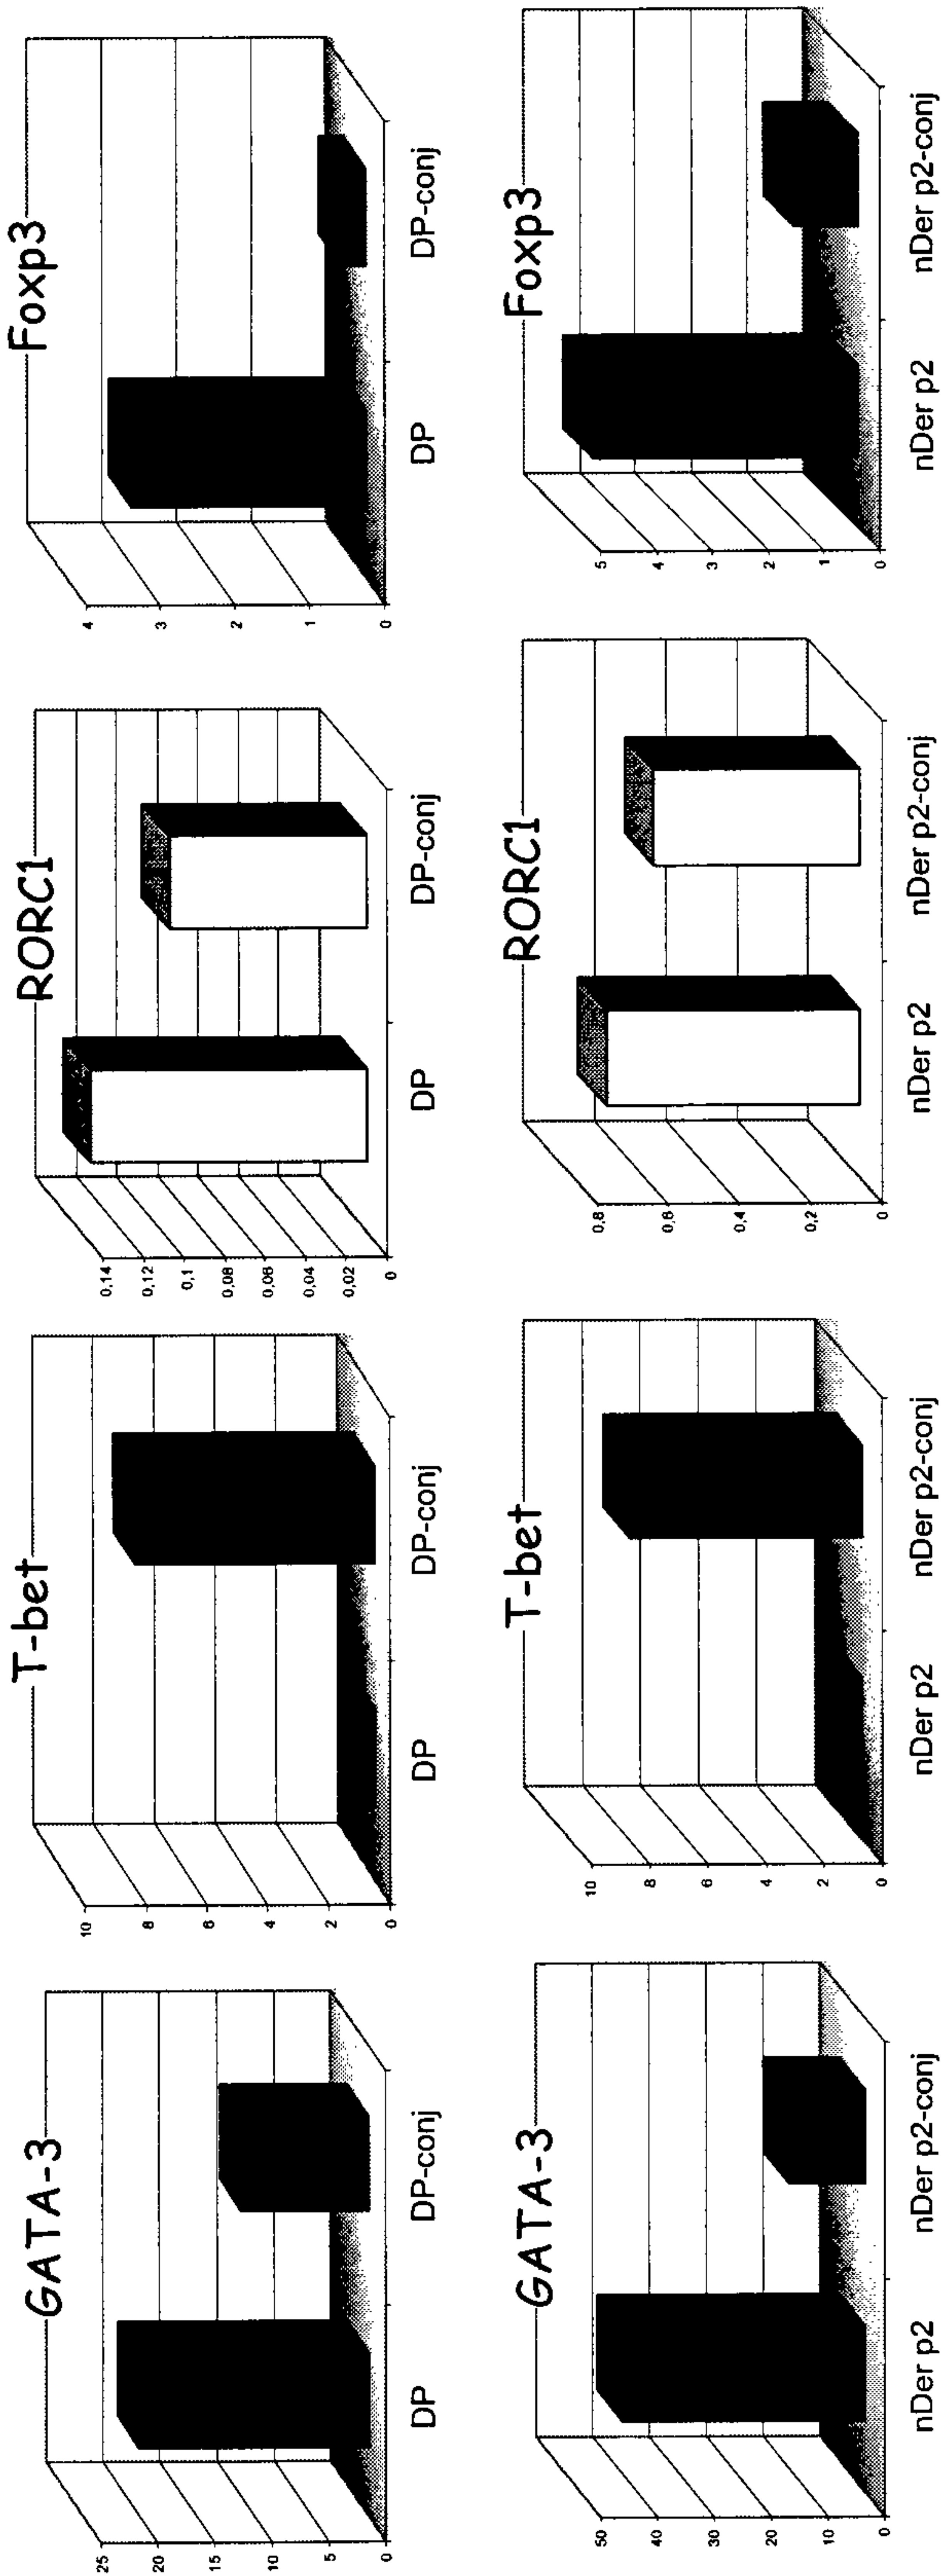 GATA-3
25
20
15
10
5
0
DP
DP-conj
T-bet
10
8
6
4
2
0
DP
DP-conj
RORC1
0,14
0,12
0,1
0,08
0,06
0,04
0,02
0
DP
DP-conj
Foxp3
4
3
2
1
0
DP
DP-conj
GATA-3
50
40
30
20
10
0
nDer p2
nDer p2-conj
T-bet
10
8
6
4
2
0
nDer p2
nDer p2-conj
RORC1
0,8
0,6
0,4
0,2
0
nDer p2
nDer p2-conj
Foxp3
5
4
3
2
1
0
nDer p2
nDer p2-conj